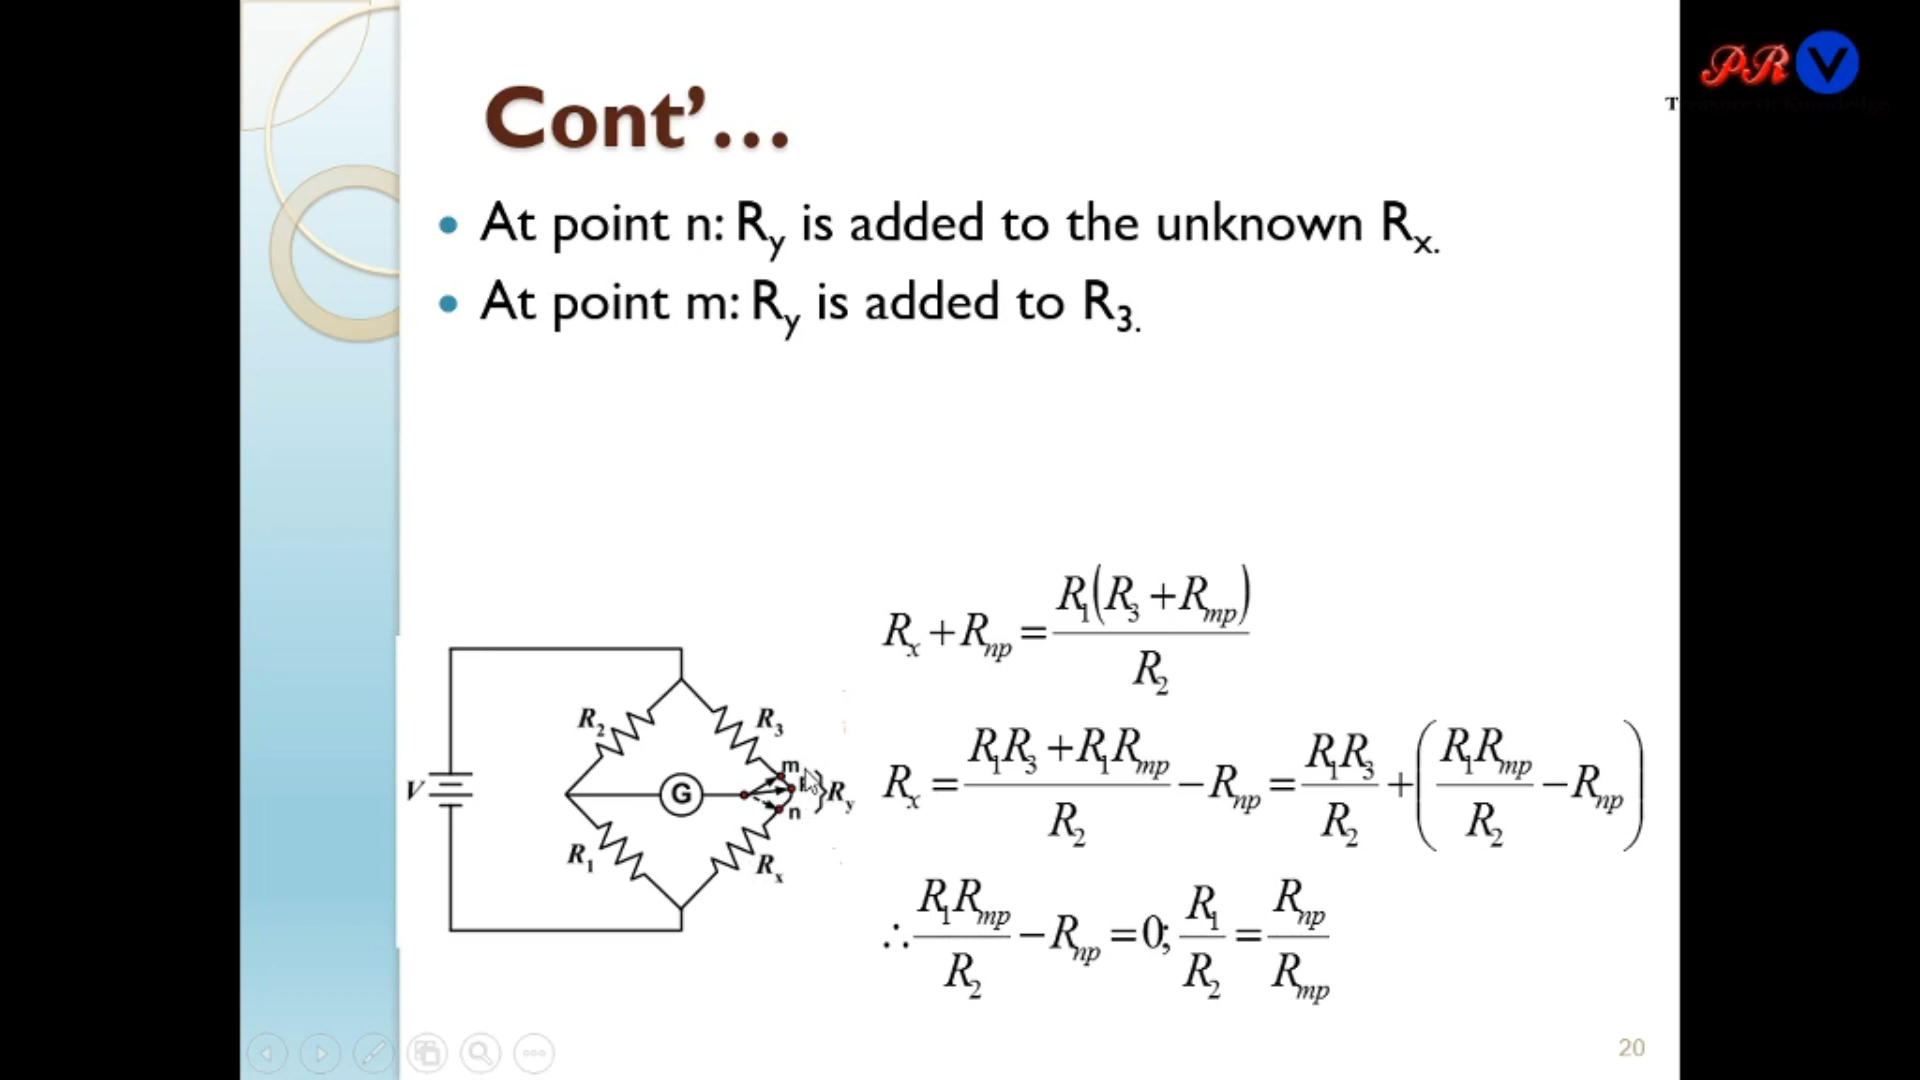 PR V
Cont'...
• At point n: Ry is added to the unknown Rx.
• At point m: Ry is added to R3.
Rx + Rnp = R1(R3 + Rmp) / R2
Rx = (R1R3 + R1Rmp) / R2 − Rnp = R1R3 / R2 + (R1Rmp / R2 − Rnp)
∴ R1Rmp / R2 − Rnp = 0; R1 / R2 = Rnp / Rmp
R2
R3
m
V
G
Ry
n
R1
Rx
20